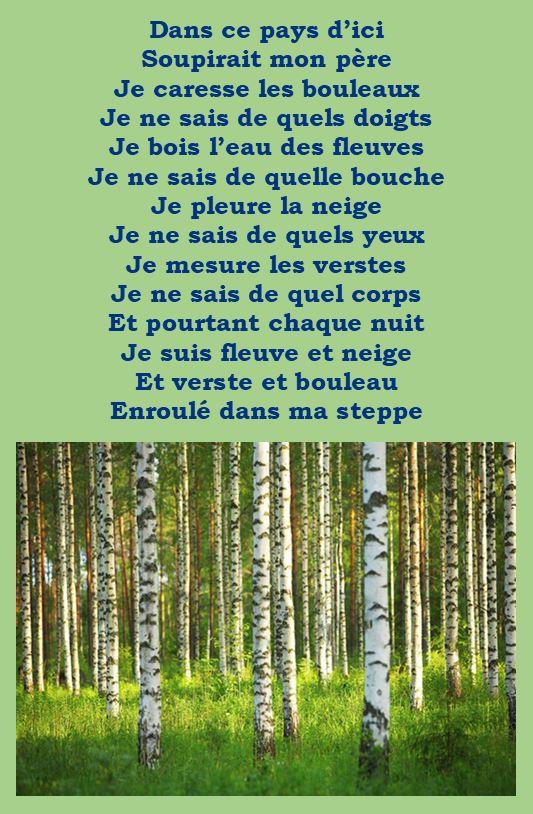 Dans ce pays d’ici
Soupirait mon père
Je caresse les bouleaux
Je ne sais de quels doigts
Je bois l’eau des fleuves
Je ne sais de quelle bouche
Je pleure la neige
Je ne sais de quels yeux
Je mesure les verstes
Je ne sais de quel corps
Et pourtant chaque nuit
Je suis fleuve et neige
Et verste et bouleau
Enroulé dans ma steppe